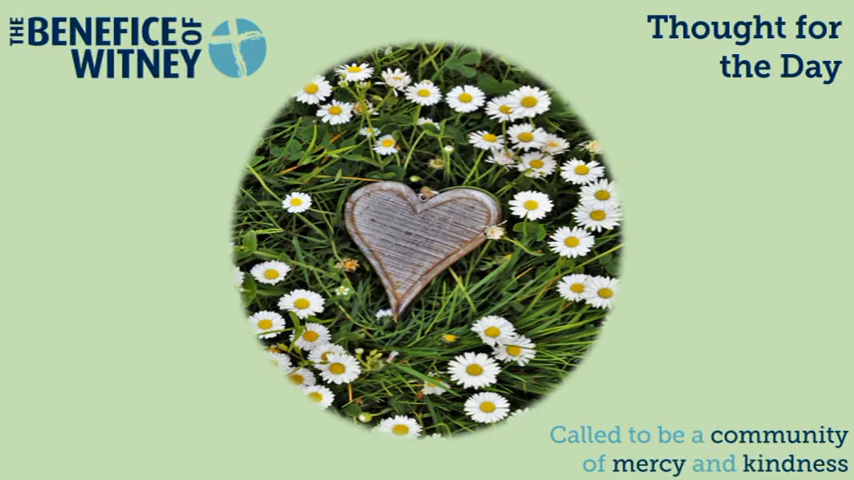 THE BENEFICE OF
WITNEY
Thought for
the Day
Called to be a community
of mercy and kindness